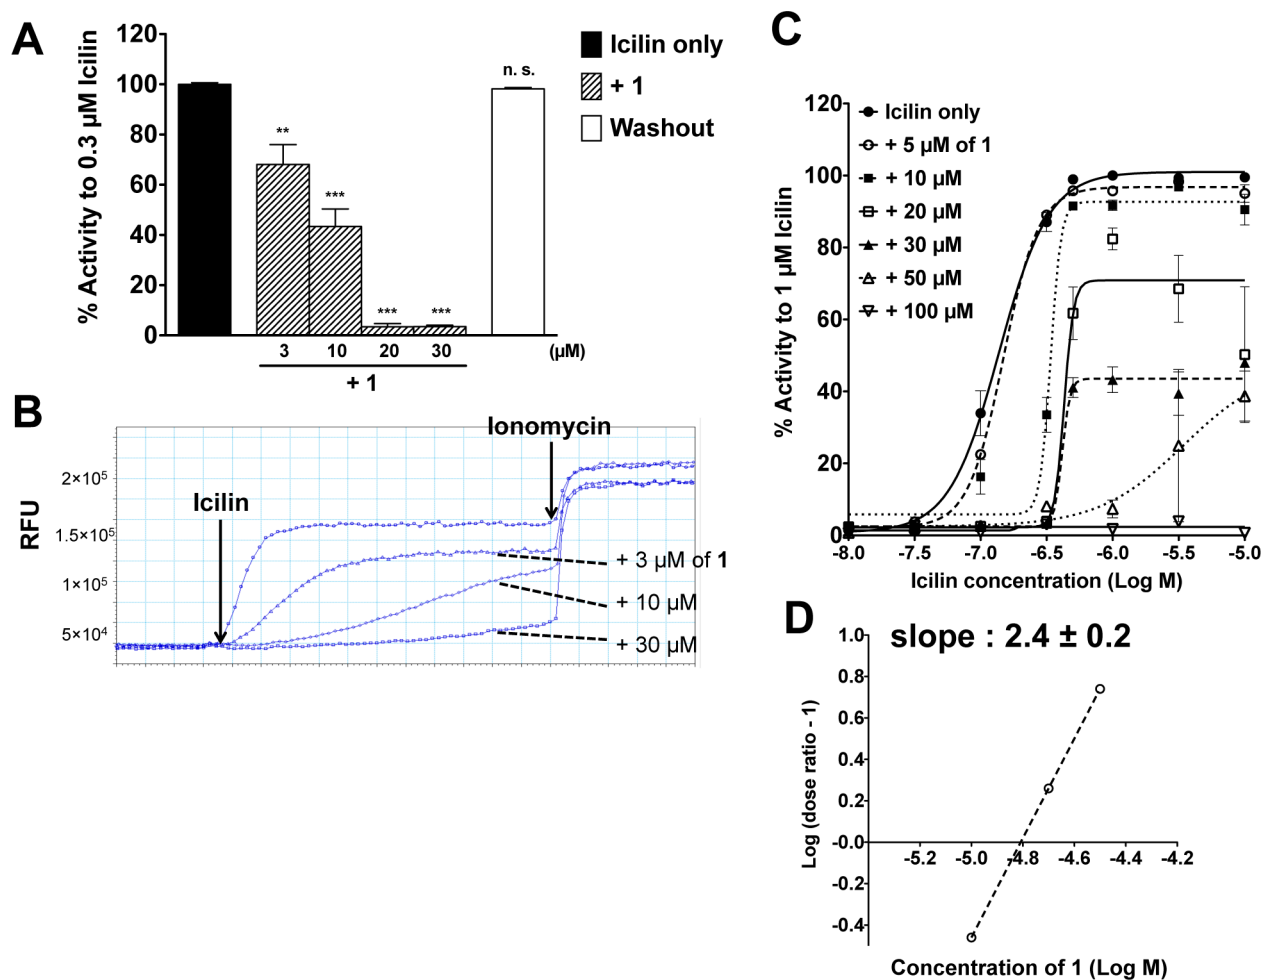 A
% Activity to 0.3 µM Icilin
120
100
80
60
40
20
0
**
***
***
***
n. s.
3 10 20 30 (µM)
+ 1
Icilin only
+ 1
Washout
B
RFU
2×10⁵
1.5×10⁵
1×10⁵
5×10⁴
Icilin
Ionomycin
+ 3 µM of 1
+ 10 µM
+ 30 µM
C
% Activity to 1 µM Icilin
120
100
80
60
40
20
0
Icilin only
+ 5 µM of 1
+ 10 µM
+ 20 µM
+ 30 µM
+ 50 µM
+ 100 µM
-8.0 -7.5 -7.0 -6.5 -6.0 -5.5 -5.0
Icilin concentration (Log M)
D
slope : 2.4 ± 0.2
Log (dose ratio - 1)
1.0
0.8
0.6
0.4
0.2
-0.0
-0.2
-0.4
-5.2 -5.0 -4.8 -4.6 -4.4 -4.2
Concentration of 1 (Log M)